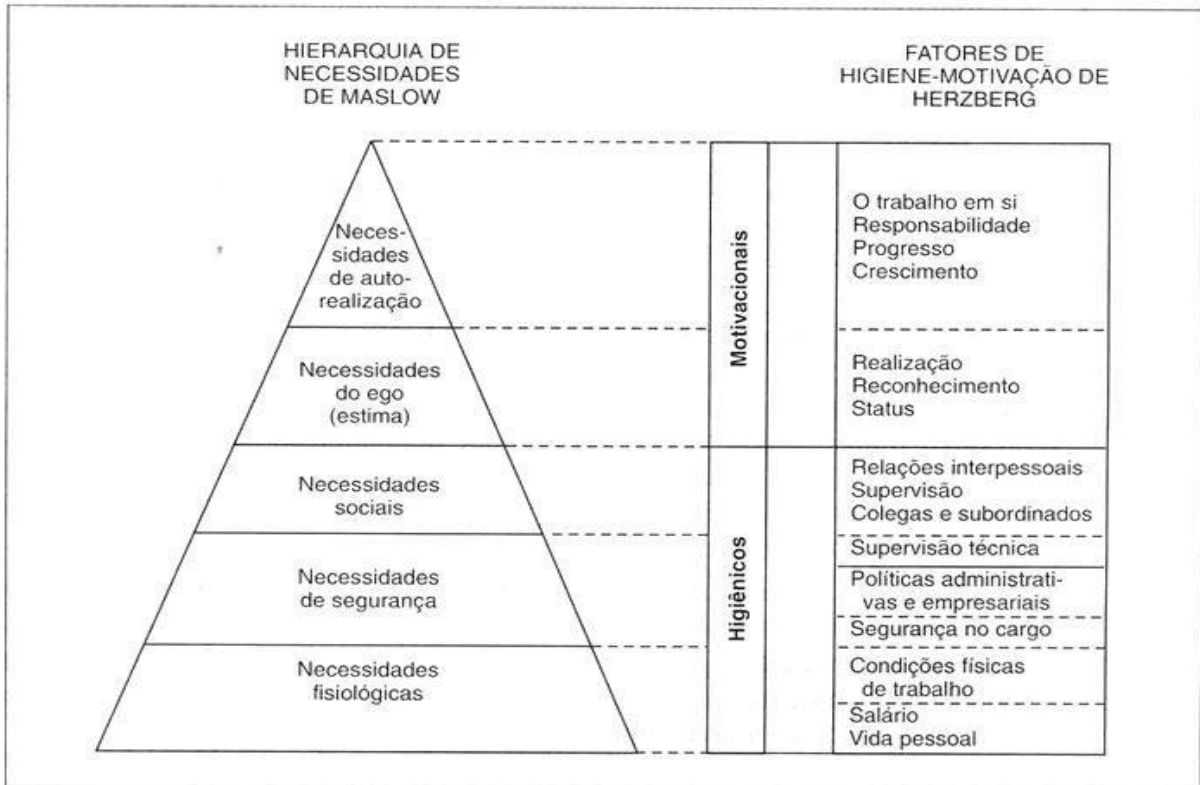 HIERARQUIA DE
NECESSIDADES
DE MASLOW
FATORES DE
HIGIENE-MOTIVAÇÃO DE
HERZBERG
Neces-
sidades
de auto-
realização
Necessidades
do ego
(estima)
Necessidades
sociais
Necessidades
de segurança
Necessidades
fisiológicas
Motivacionais
Higiênicos
O trabalho em si
Responsabilidade
Progresso
Crescimento
Realização
Reconhecimento
Status
Relações interpessoais
Supervisão
Colegas e subordinados
Supervisão técnica
Políticas administrati-
vas e empresariais
Segurança no cargo
Condições físicas
de trabalho
Salário
Vida pessoal